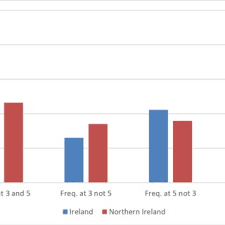 t 3 and 5 Freq. at 3 not 5 Freq. at 5 not 3
Ireland Northern Ireland